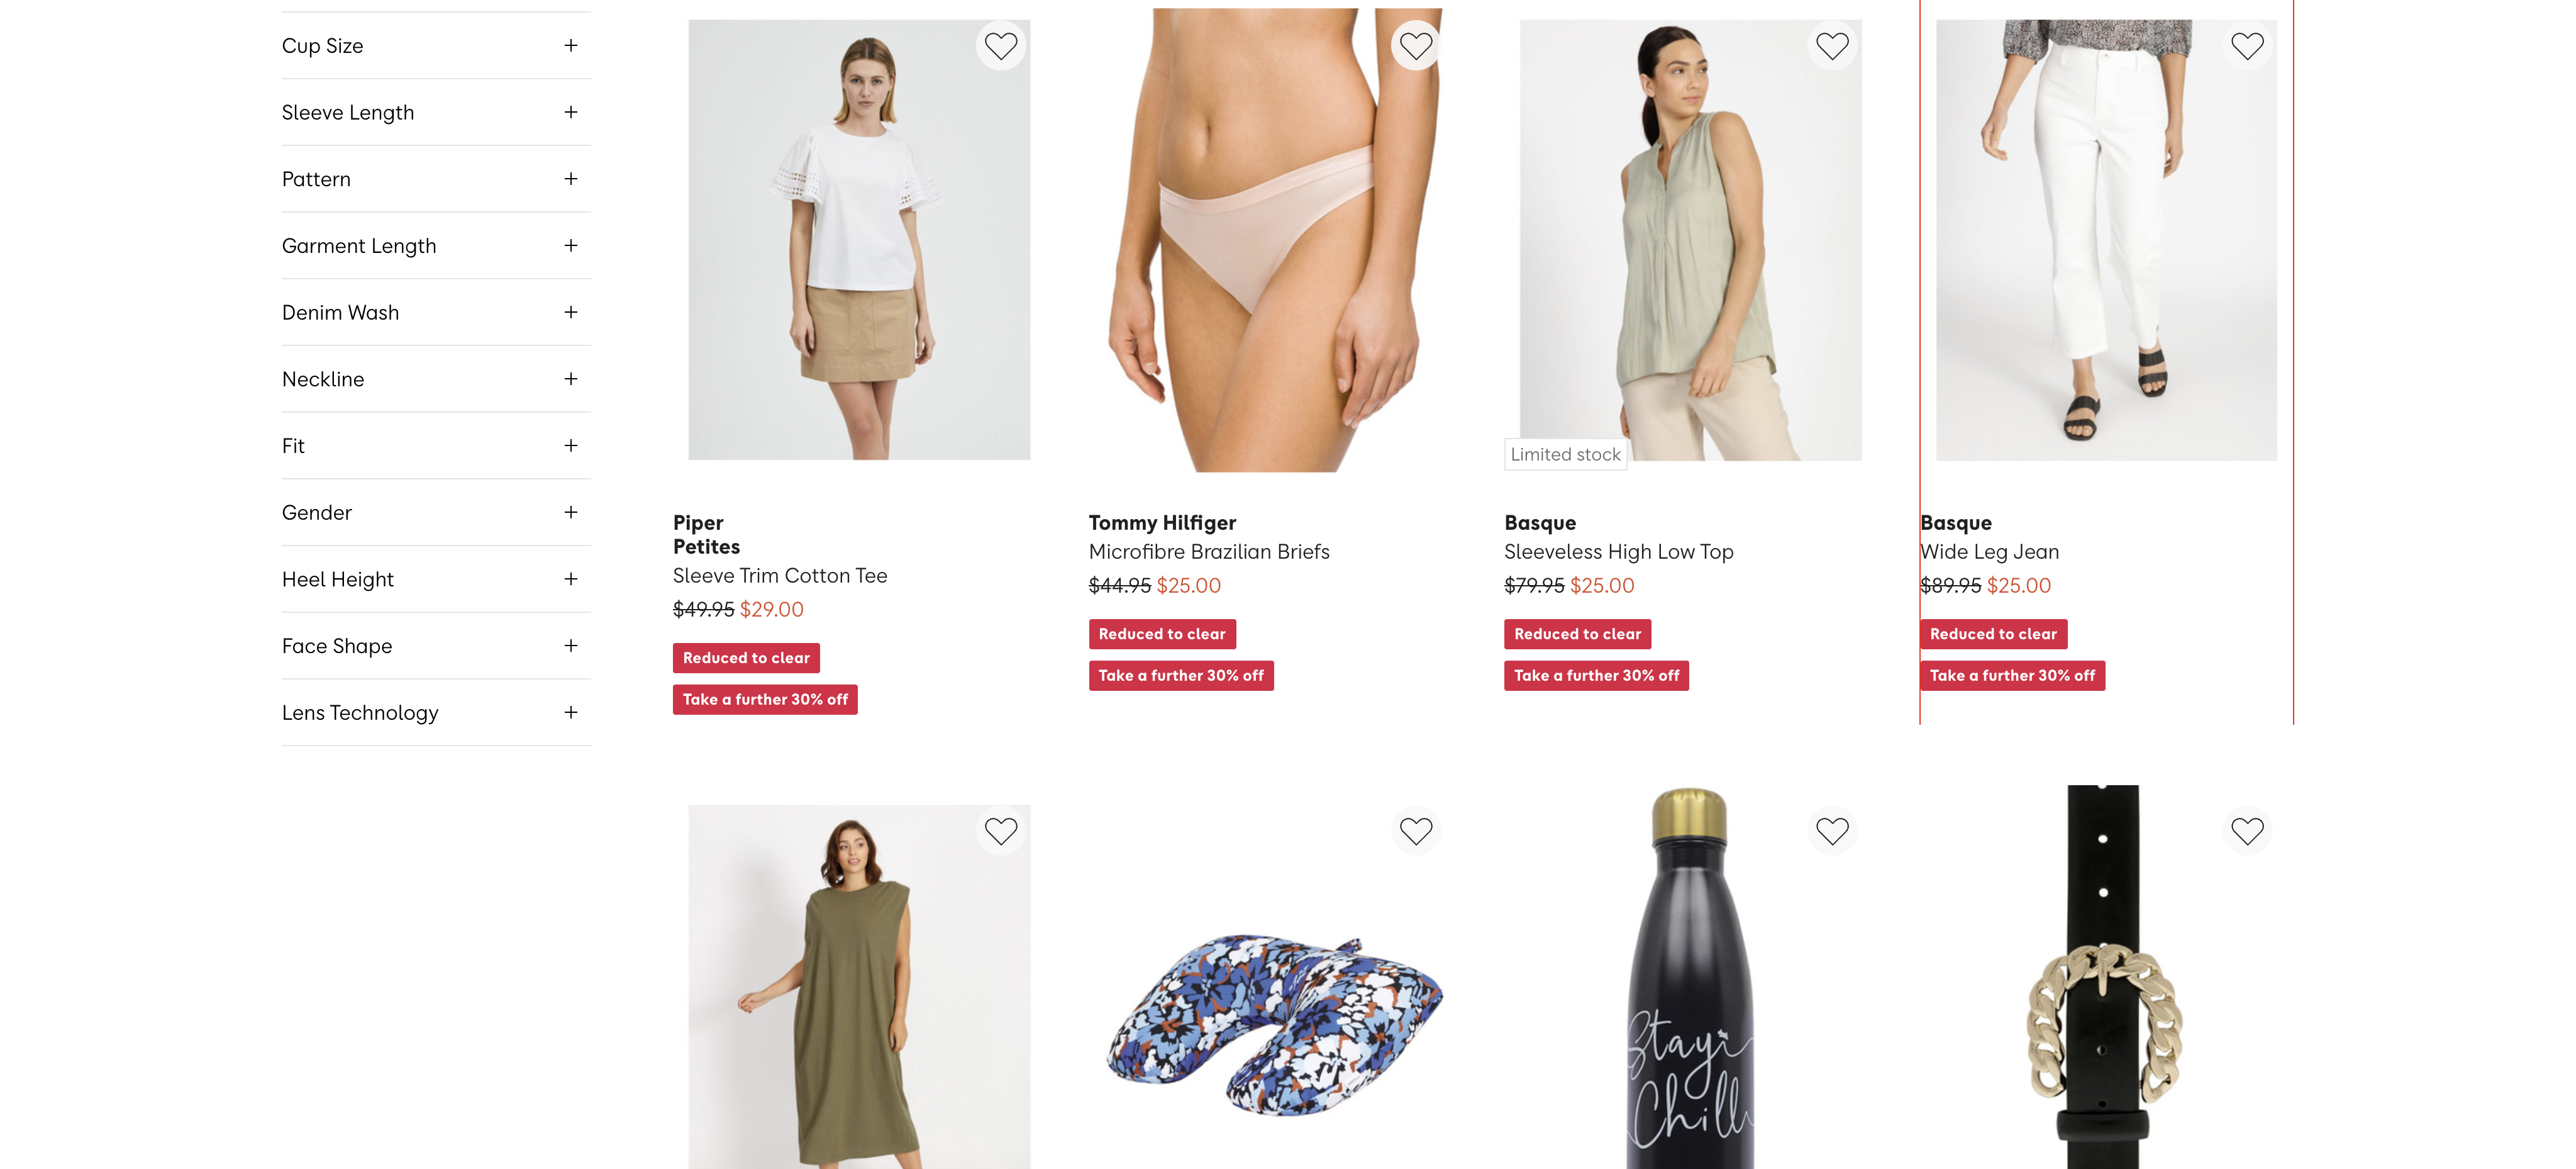 Cup Size
Sleeve Length
Pattern
Garment Length
Denim Wash
Neckline
Fit
Gender
Heel Height
Face Shape
Lens Technology
Piper
Petites
Sleeve Trim Cotton Tee
$49.95 $29.00
Reduced to clear
Take a further 30% off
Tommy Hilfiger
Microfibre Brazilian Briefs
$44.95 $25.00
Reduced to clear
Take a further 30% off
Limited stock
Basque
Sleeveless High Low Top
$79.95 $25.00
Reduced to clear
Take a further 30% off
Basque
Wide Leg Jean
$89.95 $25.00
Reduced to clear
Take a further 30% off
Stay
Chill